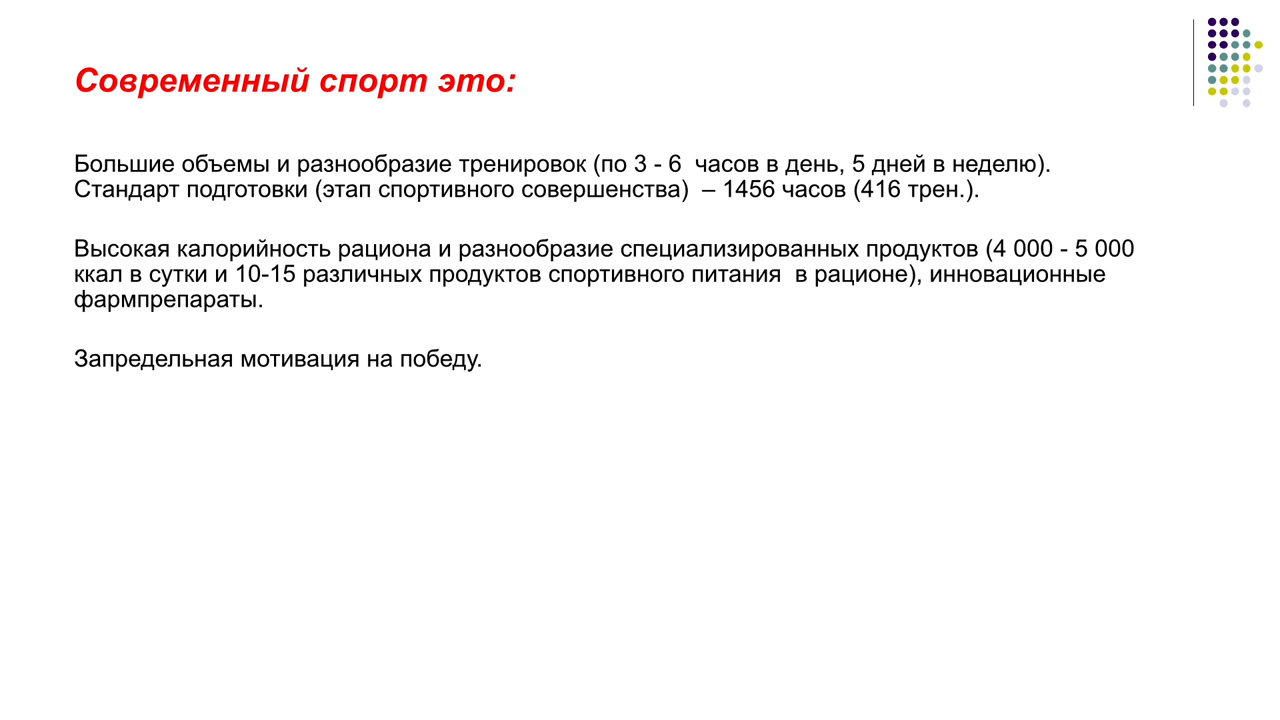 Современный спорт это:
Большие объемы и разнообразие тренировок (по 3 - 6  часов в день, 5 дней в неделю).
Стандарт подготовки (этап спортивного совершенства)  – 1456 часов (416 трен.).
Высокая калорийность рациона и разнообразие специализированных продуктов (4 000 - 5 000
ккал в сутки и 10-15 различных продуктов спортивного питания  в рационе), инновационные
фармпрепараты.
Запредельная мотивация на победу.